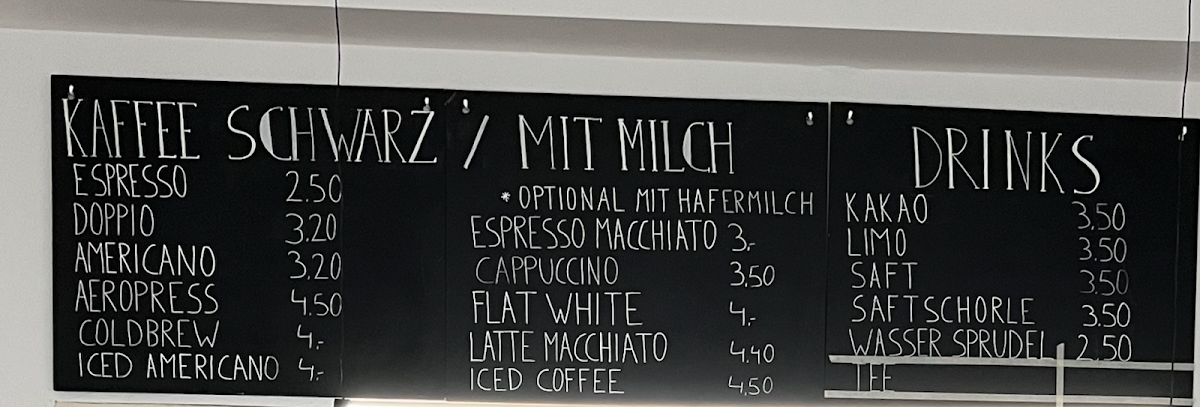 KAFFEE SCHWARZ / MIT MILCH
ESPRESSO 2.50
DOPPIO 3.20
AMERICANO 3,20
AEROPRESS 4.50
COLDBREW 4,-
ICED AMERICANO 4,-
* OPTIONAL MIT HAFERMILCH
ESPRESSO MACCHIATO 3,-
CAPPUCCINO 3,50
FLAT WHITE 4,-
LATTE MACCHIATO 4,40
ICED COFFEE 4,50
DRINKS
KAKAO 3,50
LIMO 3.50
SAFT 3,50
SAFTSCHORLE 3.50
WASSER SPRUDEL 2,50
TEE